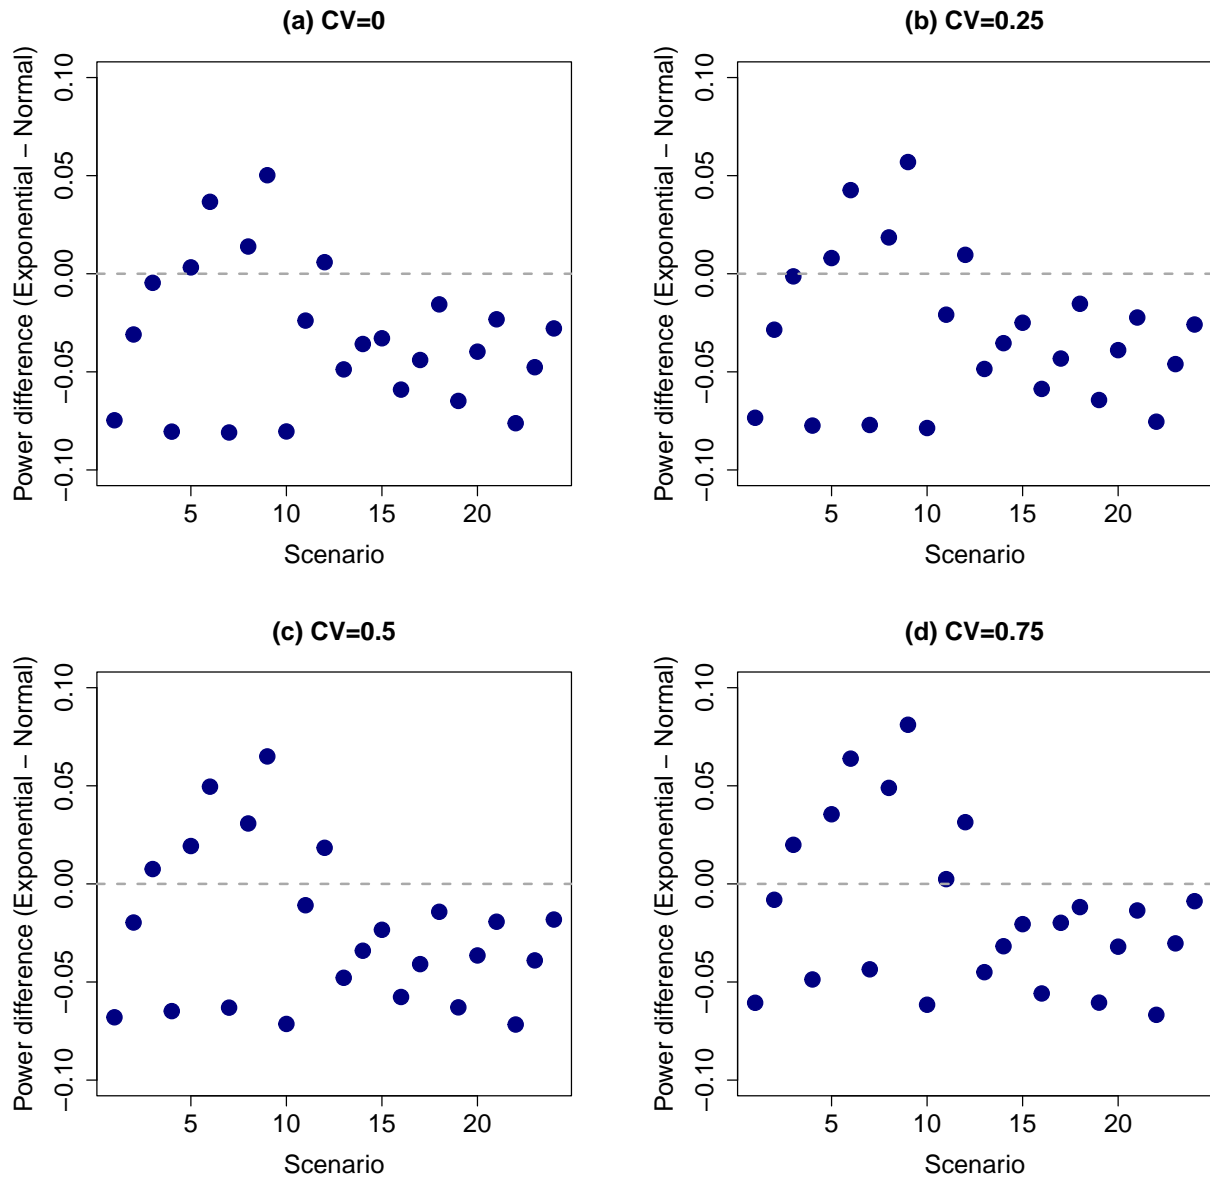 (a) CV=0
Power difference (Exponential – Normal)
0.10
0.05
0.00
−0.05
−0.10
5 10 15 20
Scenario
(b) CV=0.25
Power difference (Exponential – Normal)
0.10
0.05
0.00
−0.05
−0.10
5 10 15 20
Scenario
(c) CV=0.5
Power difference (Exponential – Normal)
0.10
0.05
0.00
−0.05
−0.10
5 10 15 20
Scenario
(d) CV=0.75
Power difference (Exponential – Normal)
0.10
0.05
0.00
−0.05
−0.10
5 10 15 20
Scenario